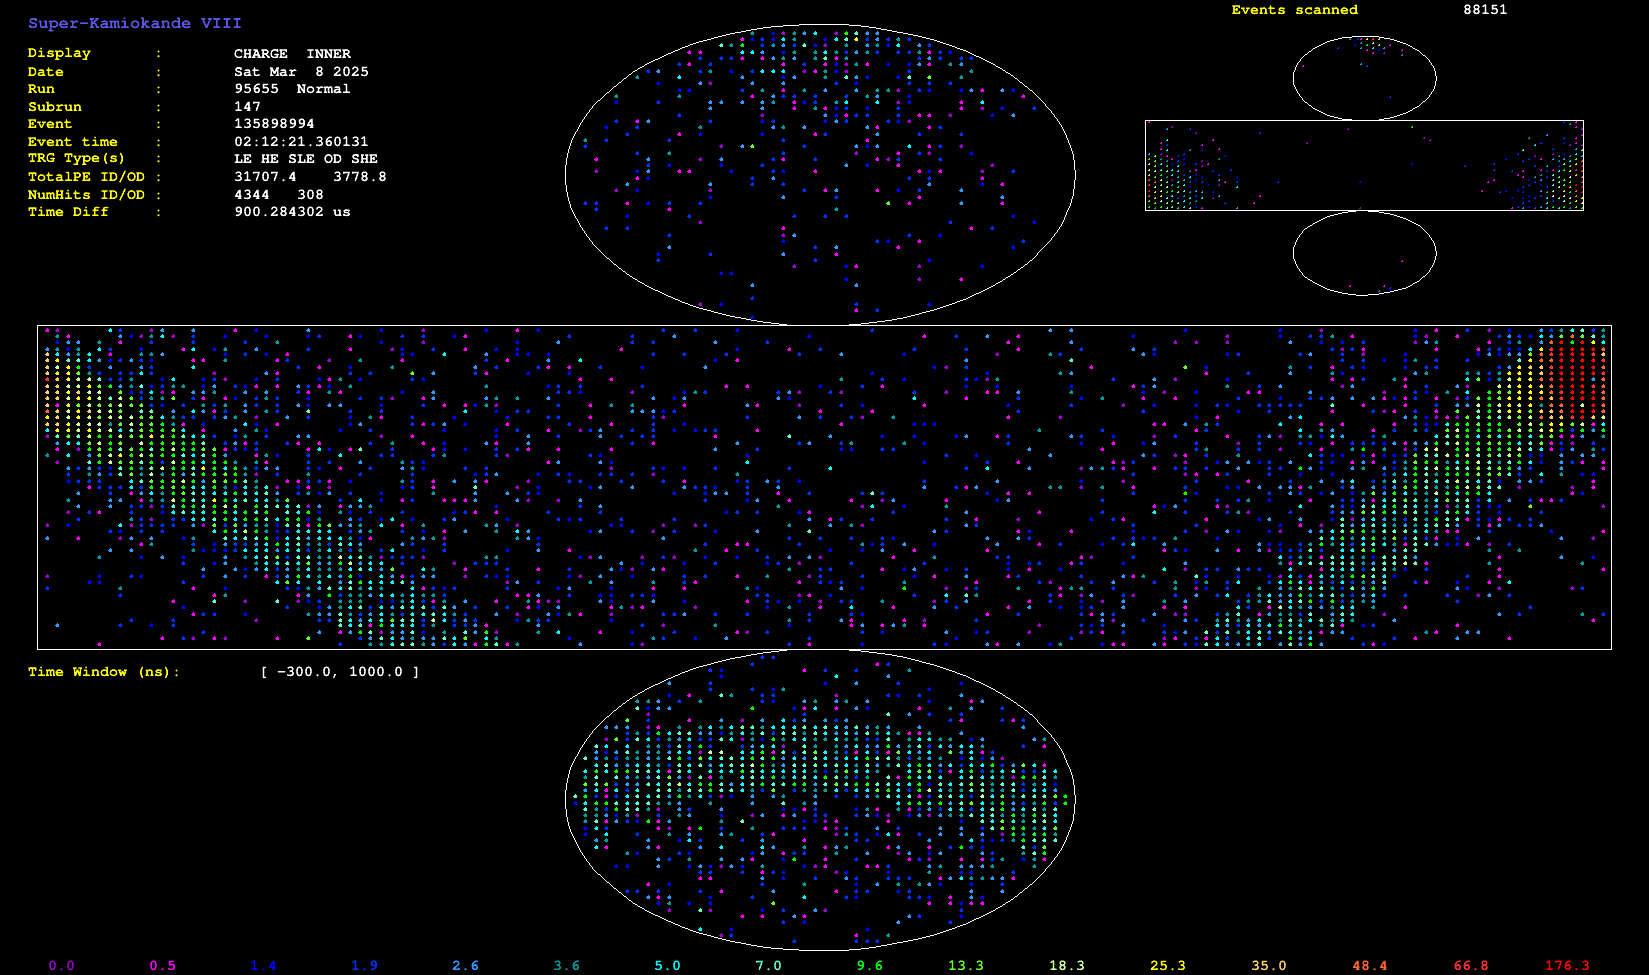 Super-Kamiokande VIII
Display : CHARGE INNER
Date : Sat Mar 8 2025
Run : 95655 Normal
Subrun : 147
Event : 135898994
Event time : 02:12:21.360131
TRG Type(s) : LE HE SLE OD SHE
TotalPE ID/OD : 31707.4 3778.8
NumHits ID/OD : 4344 308
Time Diff : 900.284302 us
Events scanned 88151
Time Window (ns): [ -300.0, 1000.0 ]
0.0 0.5 1.4 1.9 2.6 3.6 5.0 7.0 9.6 13.3 18.3 25.3 35.0 48.4 66.8 176.3